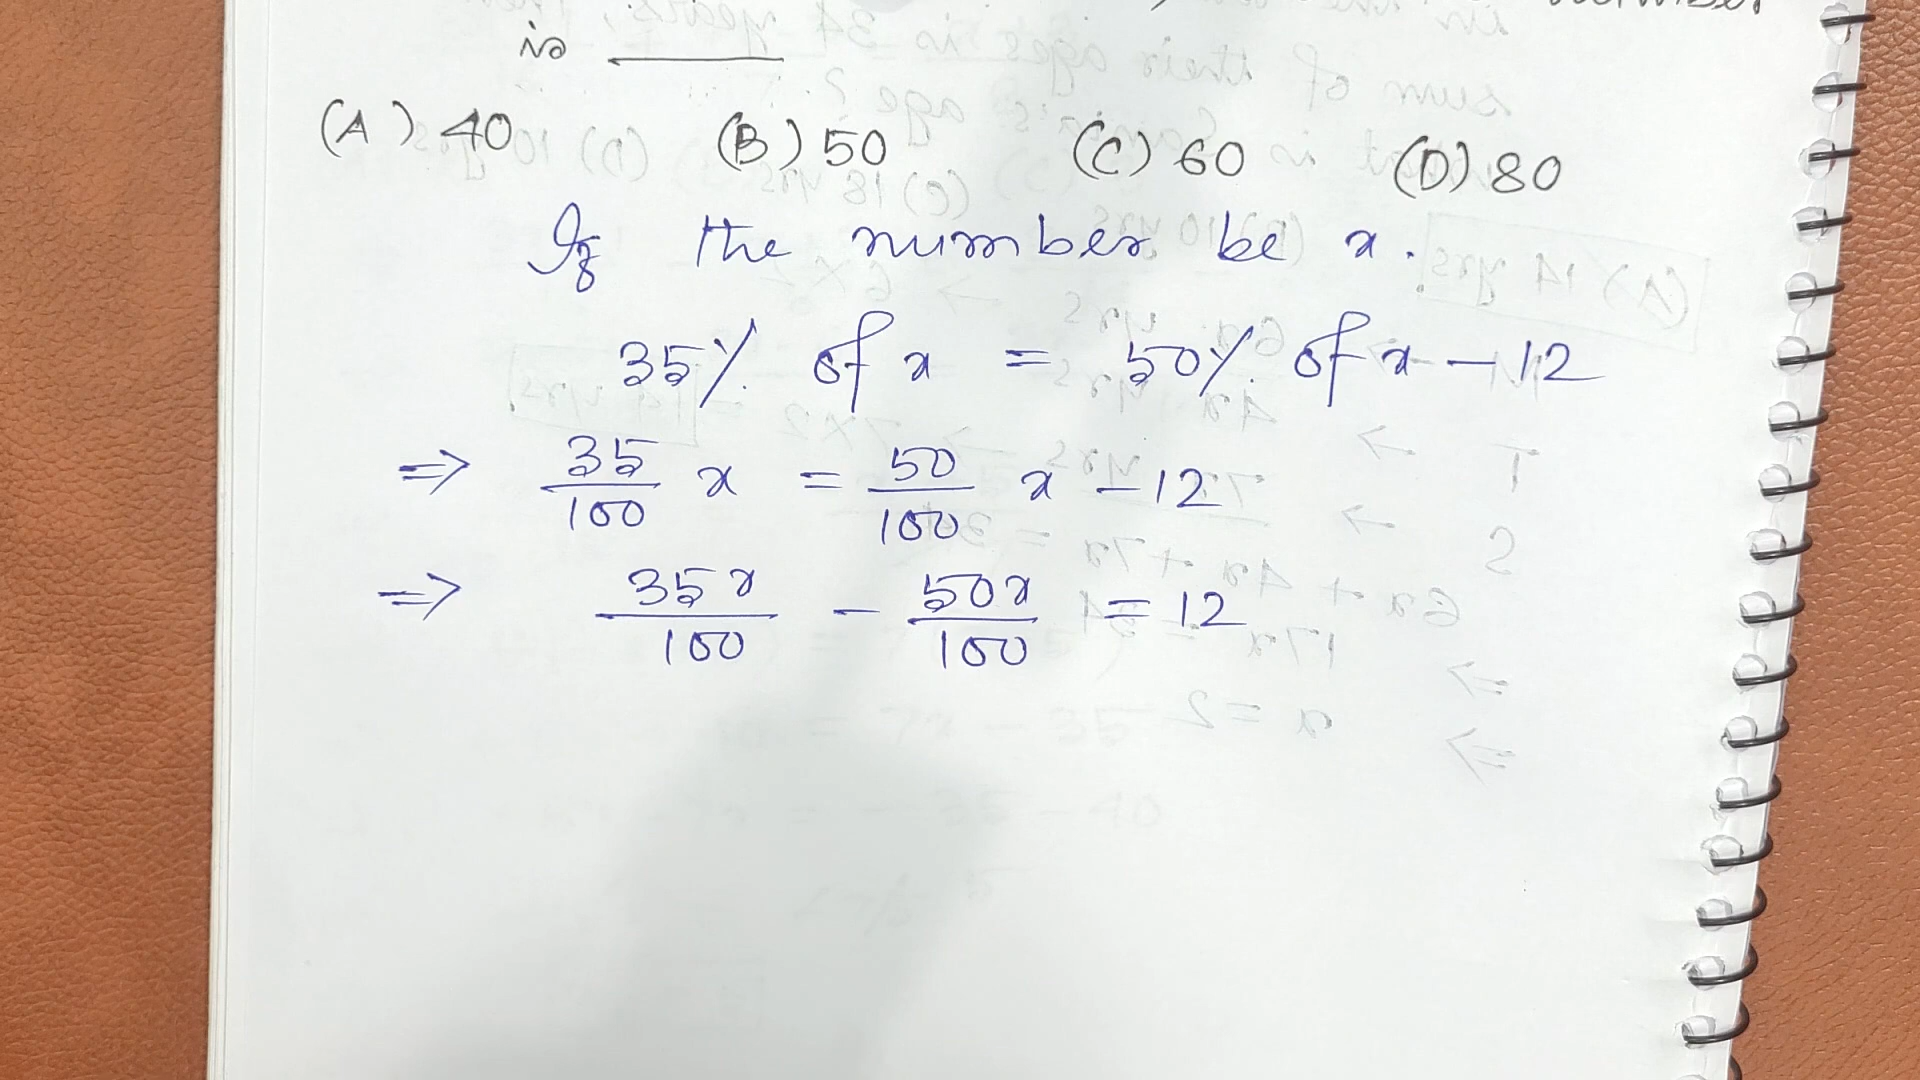 is ______
(A) 40 (B) 50 (C) 60 (D) 80
If the number be x.
35% of x = 50% of x - 12
⇒ 35/100 x = 50/100 x - 12
⇒ 35x/100 - 50x/100 = 12